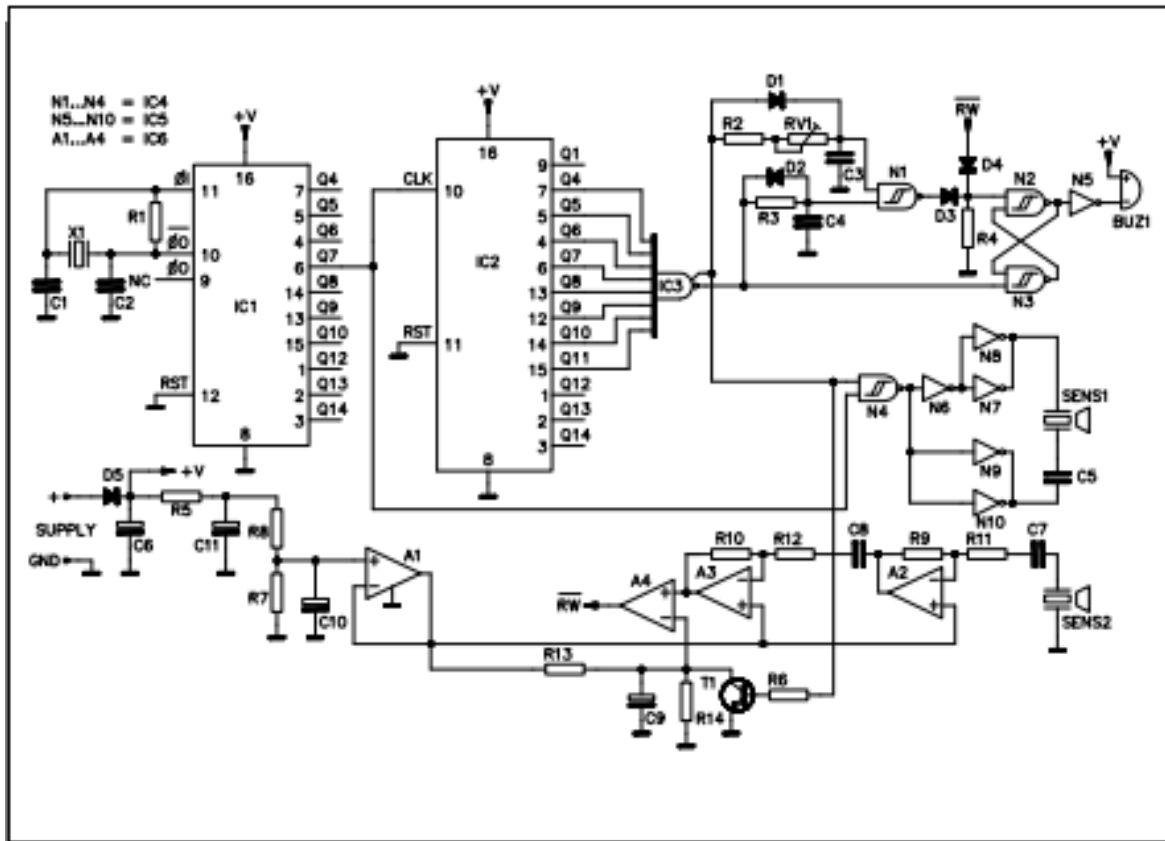 N1...N4 = IC4
N5...N10 = IC5
A1...A4 = IC6
+V
+V
D1
RW
R2
RV1
+V
16
16
9
Q1
C3
D4
N1
N2
N5
ØI
11
7
Q4
CLK
10
7
Q4
D2
R1
5
Q5
5
Q5
R3
C4
D3
R4
BUZ1
X1
ØO
10
4
Q6
4
Q6
ØO
NC
9
6
Q7
IC2
6
Q7
IC3
C1
C2
14
Q8
13
Q8
N3
IC1
13
Q9
12
Q9
15
Q10
RST
11
14
Q10
N8
1
Q12
15
Q11
RST
12
2
Q13
1
Q12
N4
N6
N7
SENS1
3
Q14
2
Q13
8
3
Q14
N9
C5
8
D5
+V
+
R5
N10
SUPPLY
C6
C11
R8
C8
C7
GND
A1
R10
R12
R9
R11
R7
A4
A3
A2
C10
RW
SENS2
R13
T1
R6
C9
R14